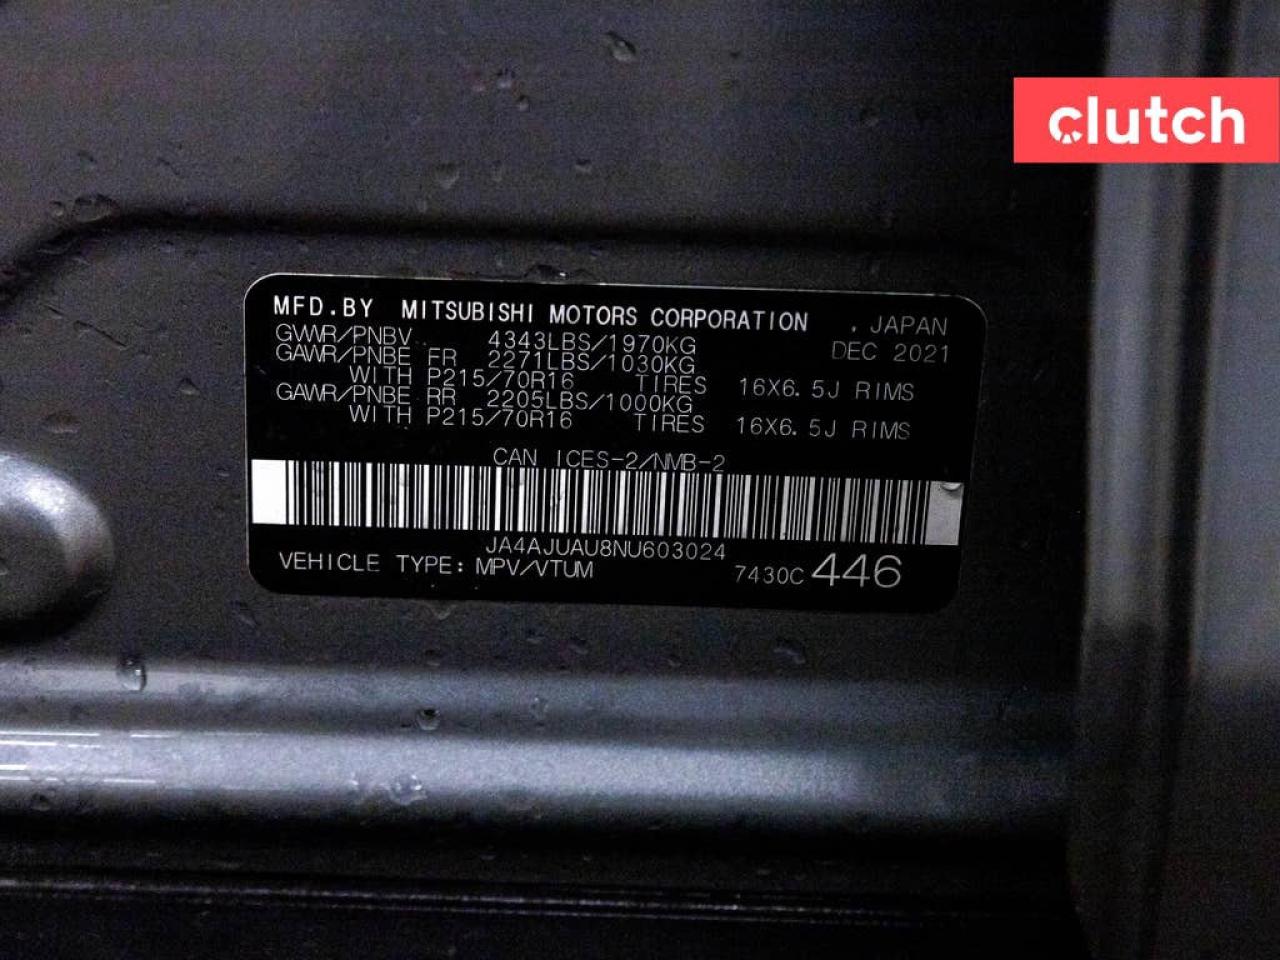 clutch
MFD.BY MITSUBISHI MOTORS CORPORATION . JAPAN
GVWR/PNBV 4343LBS/1970KG DEC 2021
GAWR/PNBE FR 2271LBS/1030KG
WITH P215/70R16 TIRES 16X6.5J RIMS
GAWR/PNBE RR 2205LBS/1000KG
WITH P215/70R16 TIRES 16X6.5J RIMS
CAN ICES-2/NMB-2
JA4AJUAU8NU603024
VEHICLE TYPE: MPV/VTUM 7430C 446